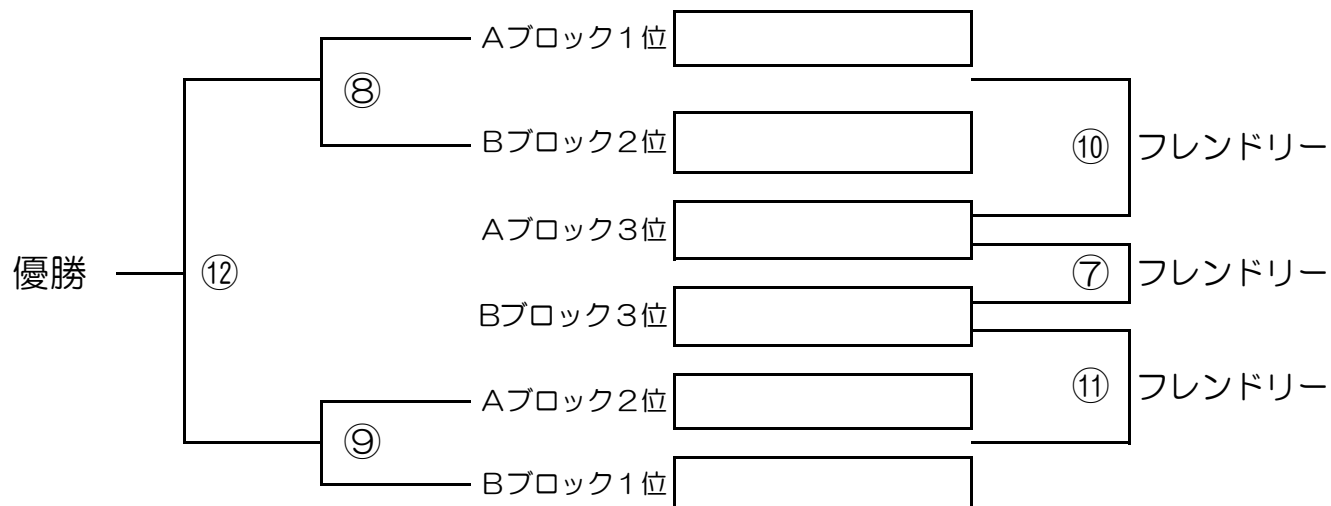 Aブロック１位
⑧
Bブロック２位
⑩ フレンドリー
Aブロック３位
優勝 ⑫
⑦ フレンドリー
Bブロック３位
⑪ フレンドリー
Aブロック２位
⑨
Bブロック１位